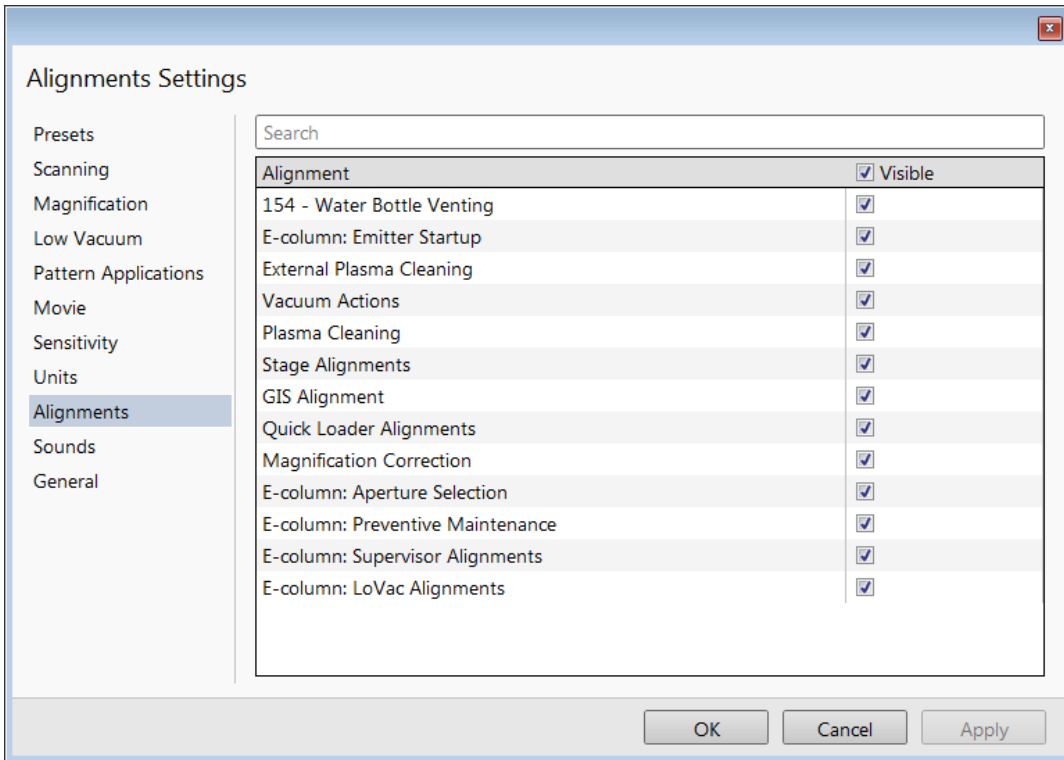 Alignments Settings
Presets
Scanning
Magnification
Low Vacuum
Pattern Applications
Movie
Sensitivity
Units
Alignments
Sounds
General
Search
Alignment Visible
154 - Water Bottle Venting
E-column: Emitter Startup
External Plasma Cleaning
Vacuum Actions
Plasma Cleaning
Stage Alignments
GIS Alignment
Quick Loader Alignments
Magnification Correction
E-column: Aperture Selection
E-column: Preventive Maintenance
E-column: Supervisor Alignments
E-column: LoVac Alignments
OK Cancel Apply